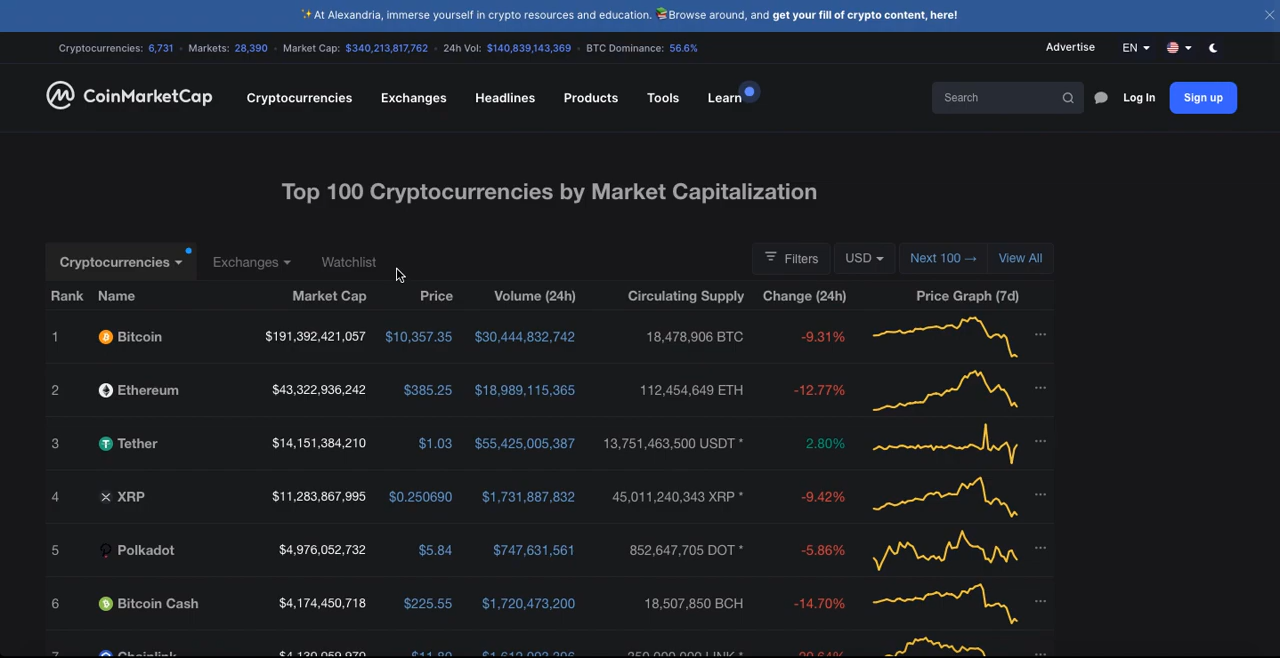 ✨At Alexandria, immerse yourself in crypto resources and education. 📚Browse around, and get your fill of crypto content, here!
Cryptocurrencies: 6,731 • Markets: 28,390 • Market Cap: $340,213,817,762 • 24h Vol: $140,839,143,369 • BTC Dominance: 56.6% Advertise EN
CoinMarketCap Cryptocurrencies Exchanges Headlines Products Tools Learn Search Log In Sign up
Top 100 Cryptocurrencies by Market Capitalization
Cryptocurrencies Exchanges Watchlist Filters USD Next 100 → View All
Rank Name Market Cap Price Volume (24h) Circulating Supply Change (24h) Price Graph (7d)
1 Bitcoin $191,392,421,057 $10,357.35 $30,444,832,742 18,478,906 BTC -9.31% ...
2 Ethereum $43,322,936,242 $385.25 $18,989,115,365 112,454,649 ETH -12.77% ...
3 Tether $14,151,384,210 $1.03 $55,425,005,387 13,751,463,500 USDT * 2.80% ...
4 XRP $11,283,867,995 $0.250690 $1,731,887,832 45,011,240,343 XRP * -9.42% ...
5 Polkadot $4,976,052,732 $5.84 $747,631,561 852,647,705 DOT * -5.86% ...
6 Bitcoin Cash $4,174,450,718 $225.55 $1,720,473,200 18,507,850 BCH -14.70% ...
7 Chainlink